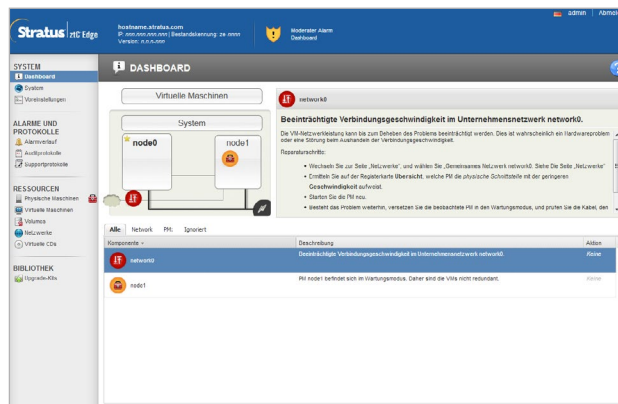 admin | Abmel
Stratus ztC Edge
hostname.stratus.com
IP: nnn.nnn.nnn.nnn | Bestandskennung: ze-nnnn
Version: n.n.n-nnn
Moderater Alarm
Dashboard
SYSTEM
Dashboard
System
Voreinstellungen
ALARME UND
PROTOKOLLE
Alarmverlauf
Auditprotokolle
Supportprotokolle
RESSOURCEN
Physische Maschinen
Virtuelle Maschinen
Volumes
Netzwerke
Virtuelle CDs
BIBLIOTHEK
Upgrade-Kits
DASHBOARD
Virtuelle Maschinen
System
node0
node1
network0
Beeinträchtigte Verbindungsgeschwindigkeit im Unternehmensnetzwerk network0.
Die VM-Netzwerkleistung kann bis zum Beheben des Problems beeinträchtigt werden. Dies ist wahrscheinlich ein Hardwareproblem
oder eine Störung beim Aushandeln der Verbindungsgeschwindigkeit.
Reparaturschritte:
• Wechseln Sie zur Seite „Netzwerke“, und wählen Sie „Gemeinsames Netzwerk network0. Siehe Die Seite „Netzwerke“
• Ermitteln Sie auf der Registerkarte Übersicht, welche PM die physische Schnittstelle mit der geringeren
Geschwindigkeit aufweist.
• Starten Sie die PM neu.
• Besteht das Problem weiterhin, versetzen Sie die beobachtete PM in den Wartungsmodus, und prüfen Sie die Kabel, den
Alle Network PM: Ignoriert
Komponente Beschreibung Aktion
network0 Beeinträchtigte Verbindungsgeschwindigkeit im Unternehmensnetzwerk network0. Keine
node1 PM node1 befindet sich im Wartungsmodus. Daher sind die VMs nicht redundant. Keine